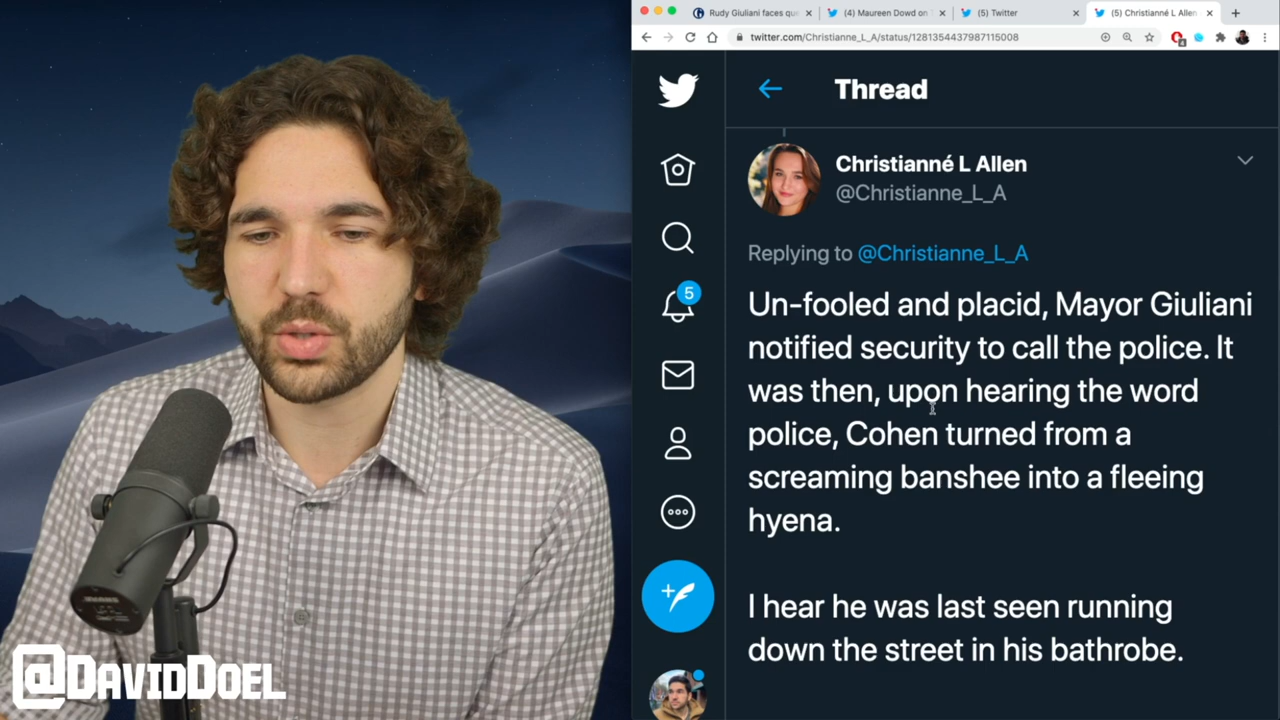 Rudy Giuliani faces que
(4) Maureen Dowd on
(5) Twitter
(5) Christianné L Allen
twitter.com/Christianne_L_A/status/1281354437987115008
4
Thread
Christianné L Allen
@Christianne_L_A
Replying to @Christianne_L_A
5
Un-fooled and placid, Mayor Giuliani
notified security to call the police. It
was then, upon hearing the word
police, Cohen turned from a
screaming banshee into a fleeing
hyena.
I hear he was last seen running
down the street in his bathrobe.
@DavidDoel